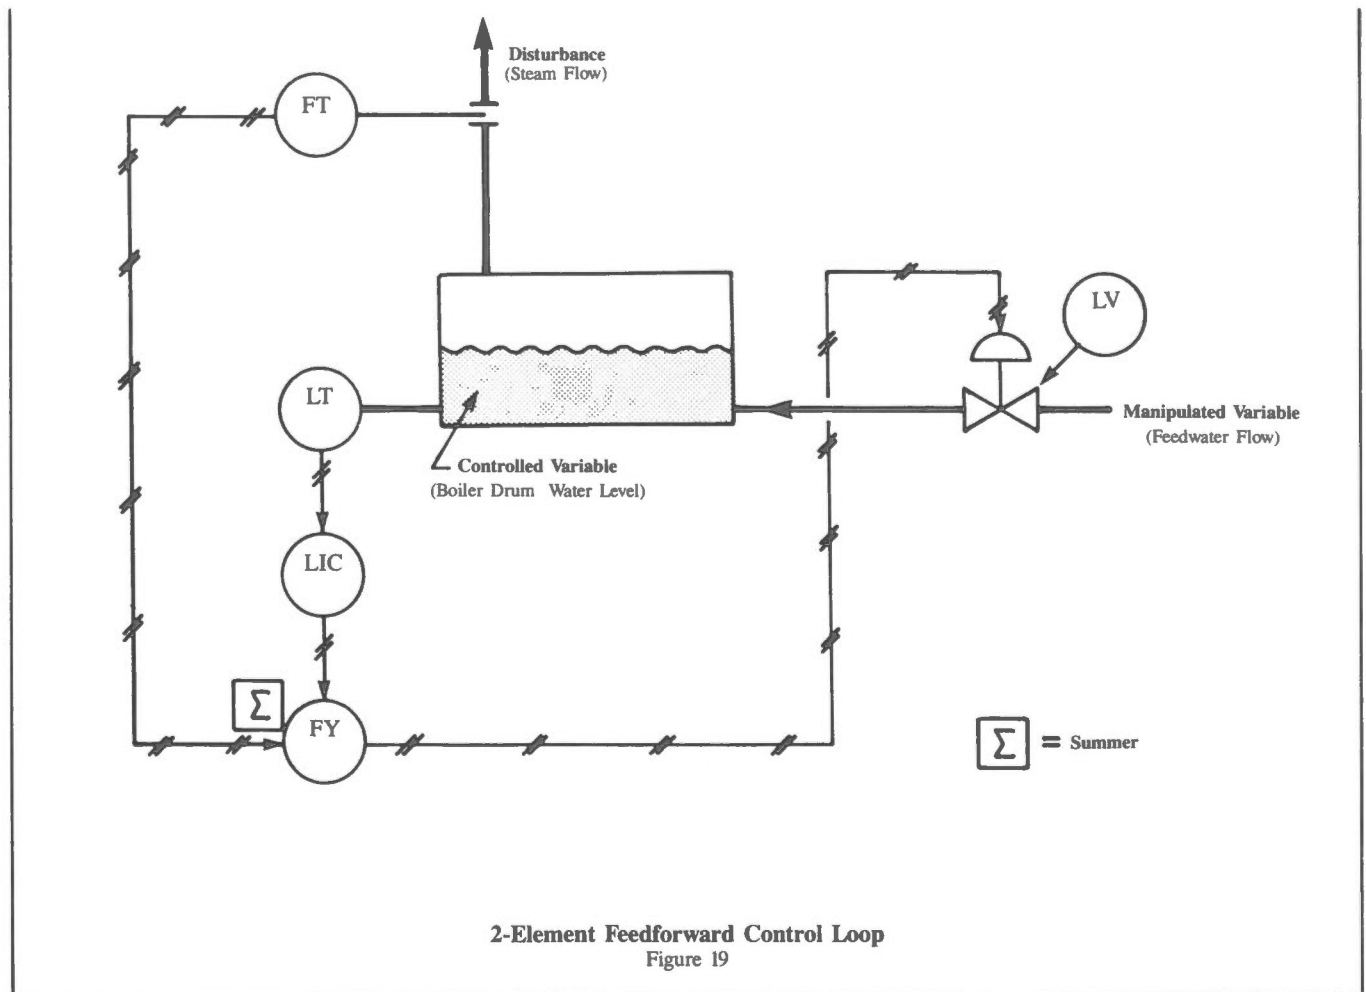 Disturbance
(Steam Flow)
FT
LV
LT
Manipulated Variable
(Feedwater Flow)
Controlled Variable
(Boiler Drum Water Level)
LIC
Σ
FY
Σ = Summer
2-Element Feedforward Control Loop
Figure 19